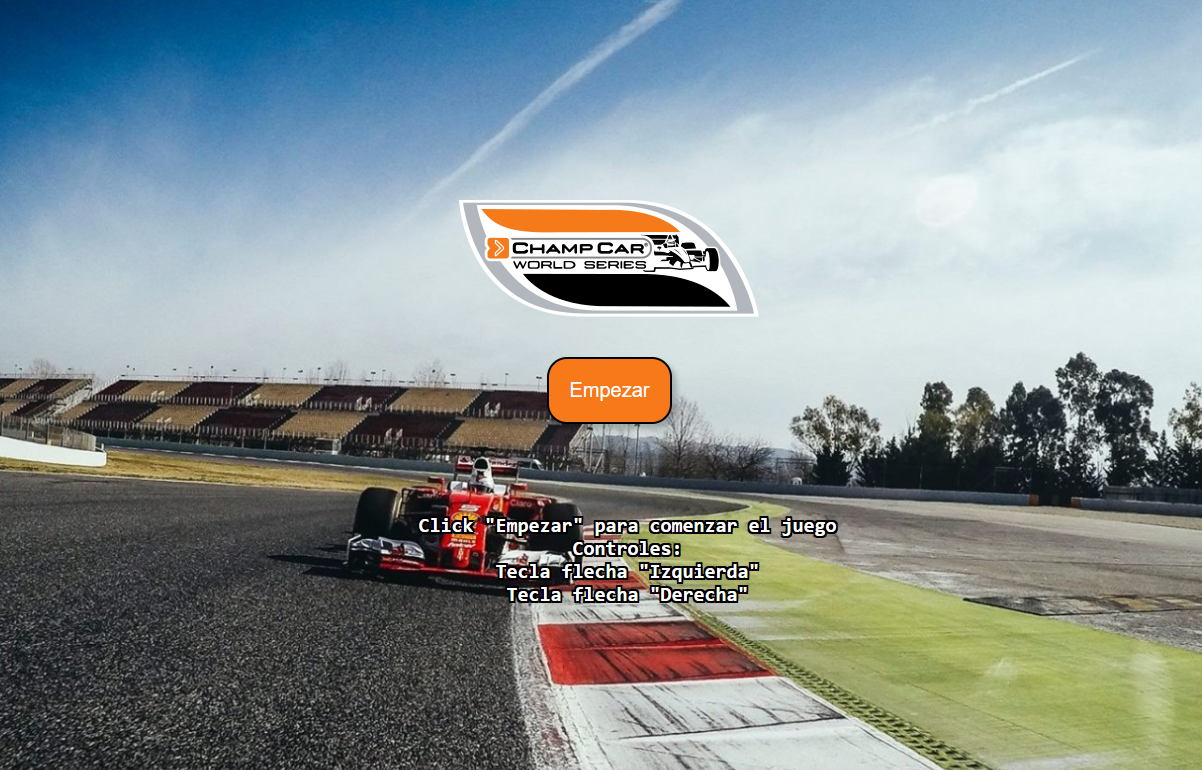 CHAMP CAR
WORLD SERIES
Empezar
Click "Empezar" para comenzar el juego
Controles:
Tecla flecha "Izquierda"
Tecla flecha "Derecha"